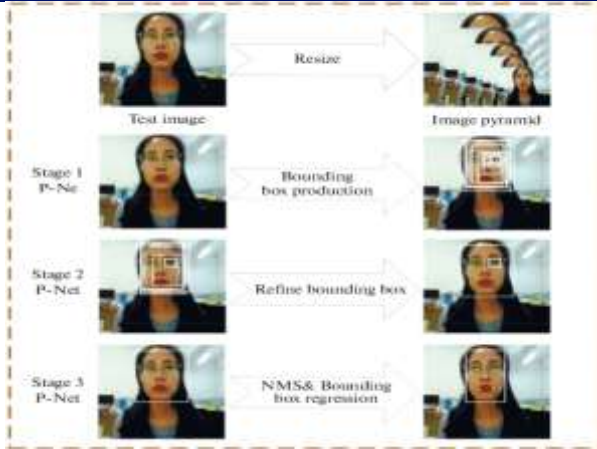 Resize
Test image
Image pyramid
Stage 1
P-Ne
Bounding
box production
Stage 2
P-Net
Refine bounding box
Stage 3
P-Net
NMS& Bounding
box regression